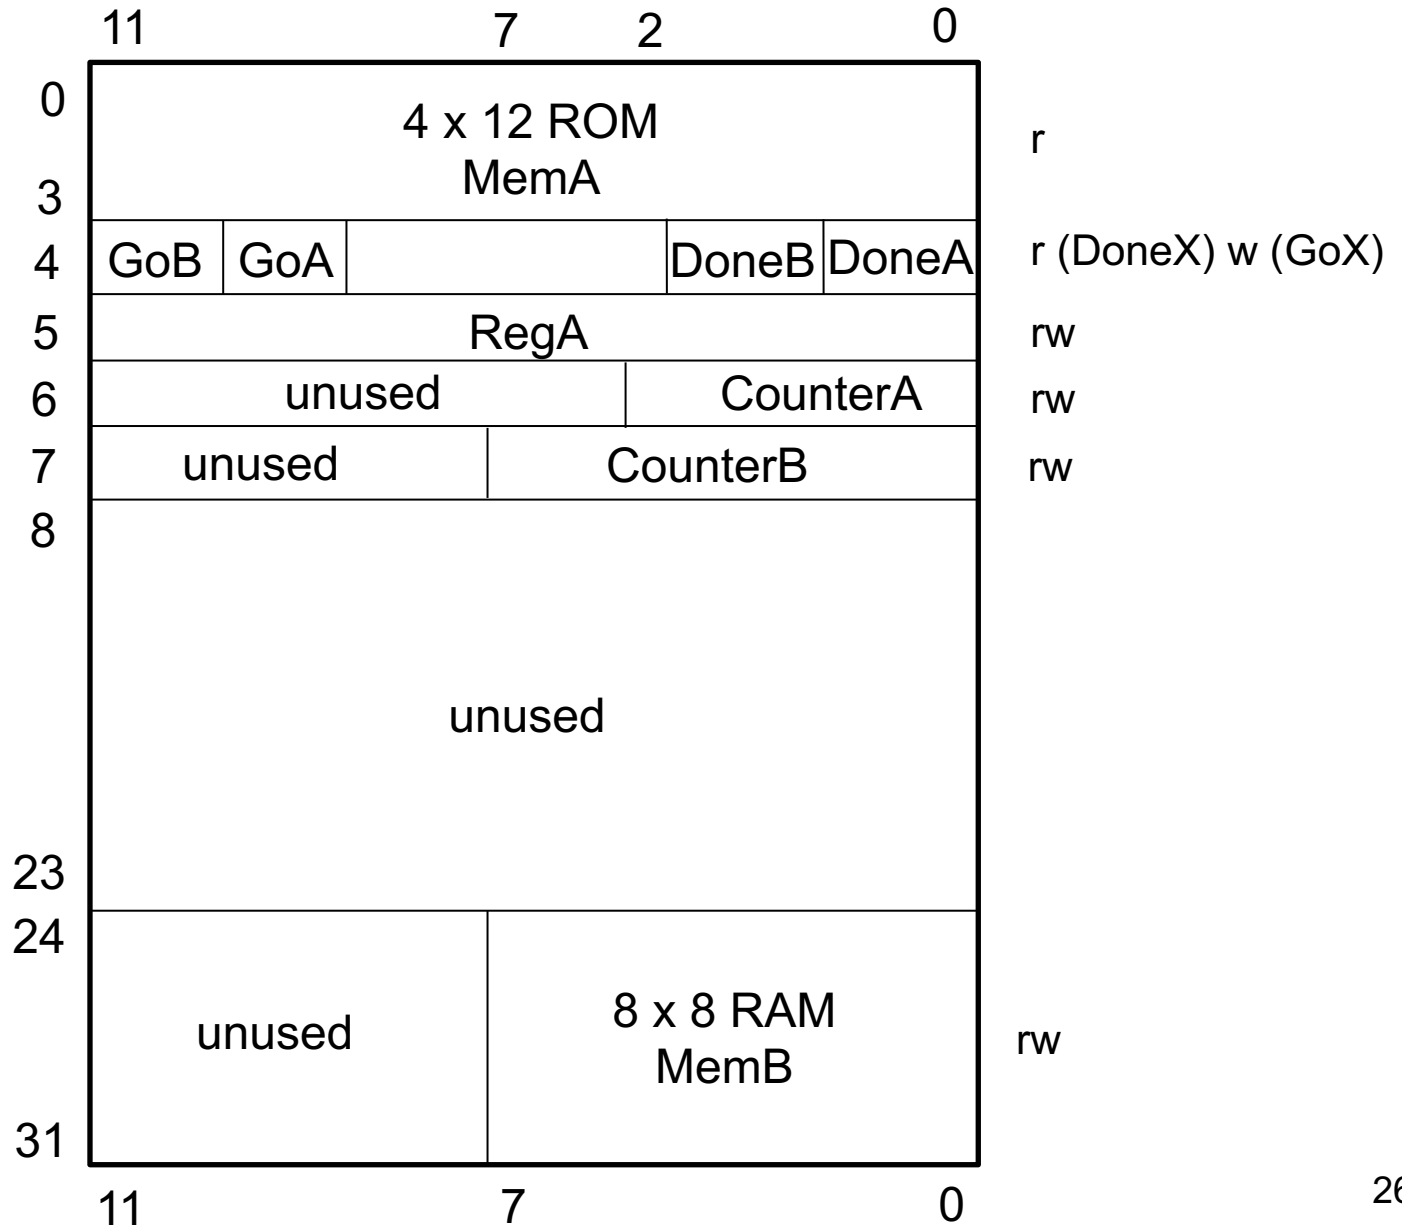 11 7 2 0
0
4 x 12 ROM
MemA
r
3
4 GoB GoA DoneB DoneA r (DoneX) w (GoX)
5 RegA rw
6 unused CounterA rw
7 unused CounterB rw
8
unused
23
24
unused
8 x 8 RAM
MemB
rw
31
11 7 0